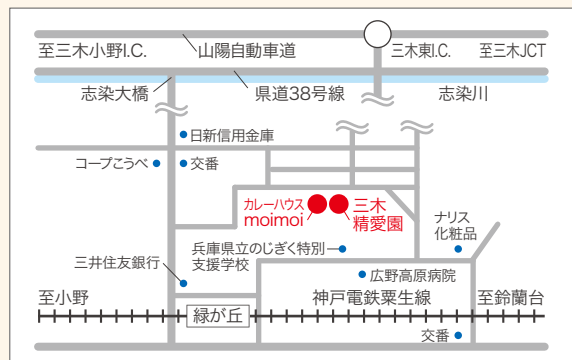 山陽自動車道
至三木小野I.C.
三木東I.C.
至三木JCT
志染大橋
県道38号線
志染川
日新信用金庫
コープこうべ
交番
カレーハウス
moimoi
三木
精愛園
ナリス
化粧品
兵庫県立のじぎく特別
支援学校
三井住友銀行
広野高原病院
至小野
緑が丘
神戸電鉄粟生線
至鈴蘭台
交番